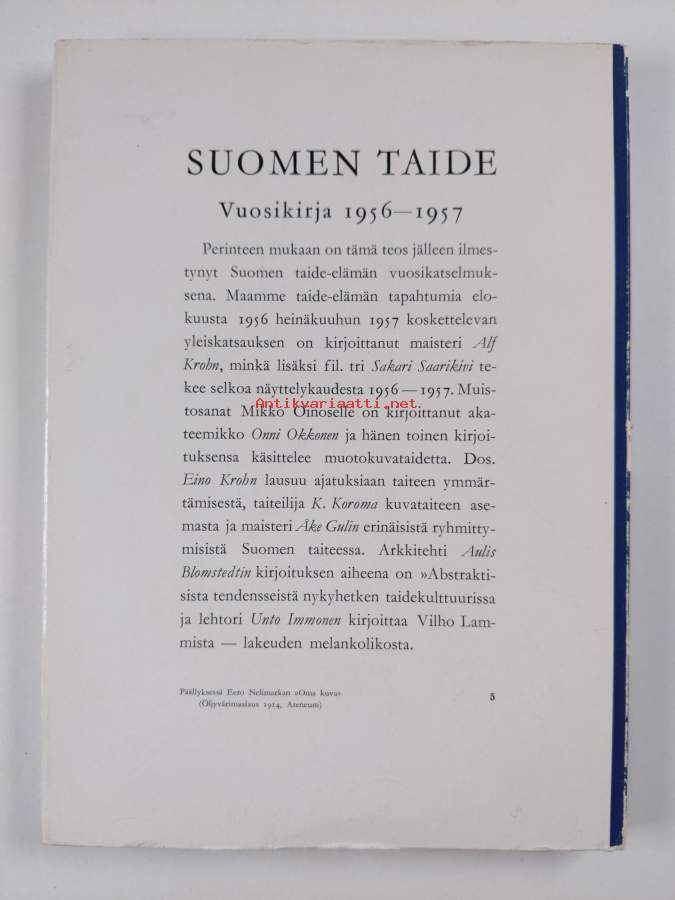 SUOMEN TAIDE
Vuosikirja 1956—1957
Perinteen mukaan on tämä teos jälleen ilmes-
tynyt Suomen taide-elämän vuosikatselmuk-
sena. Maamme taide-elämän tapahtumia elo-
kuusta 1956 heinäkuuhun 1957 koskettelevan
yleiskatsauksen on kirjoittanut maisteri Alf
Krohn, minkä lisäksi fil. tri Sakari Saarikivi te-
kee selkoa näyttelykaudesta 1956—1957. Muis-
Antikvariaatti.net
tosanat Mikko Oinoselle on kirjoittanut aka-
teemikko Onni Okkonen ja hänen toinen kirjoi-
tuksensa käsittelee muotokuvataidetta. Dos.
Eino Krohn lausuu ajatuksiaan taiteen ymmär-
tämisestä, taiteilija K. Koroma kuvataiteen ase-
masta ja maisteri Åke Gulin erinäisistä ryhmitty-
misistä Suomen taiteessa. Arkkitehti Aulis
Blomstedtin kirjoituksen aiheena on »Abstrakti-
sista tendensseistä nykyhetken taidekulttuurissa
ja lehtori Unto Immonen kirjoittaa Vilho Lam-
mista — lakeuden melankolikosta.
Päällyksessä Eero Nelimarkan »Oma kuva»
(Öljyvärimaalaus 1914, Ateneum)
5